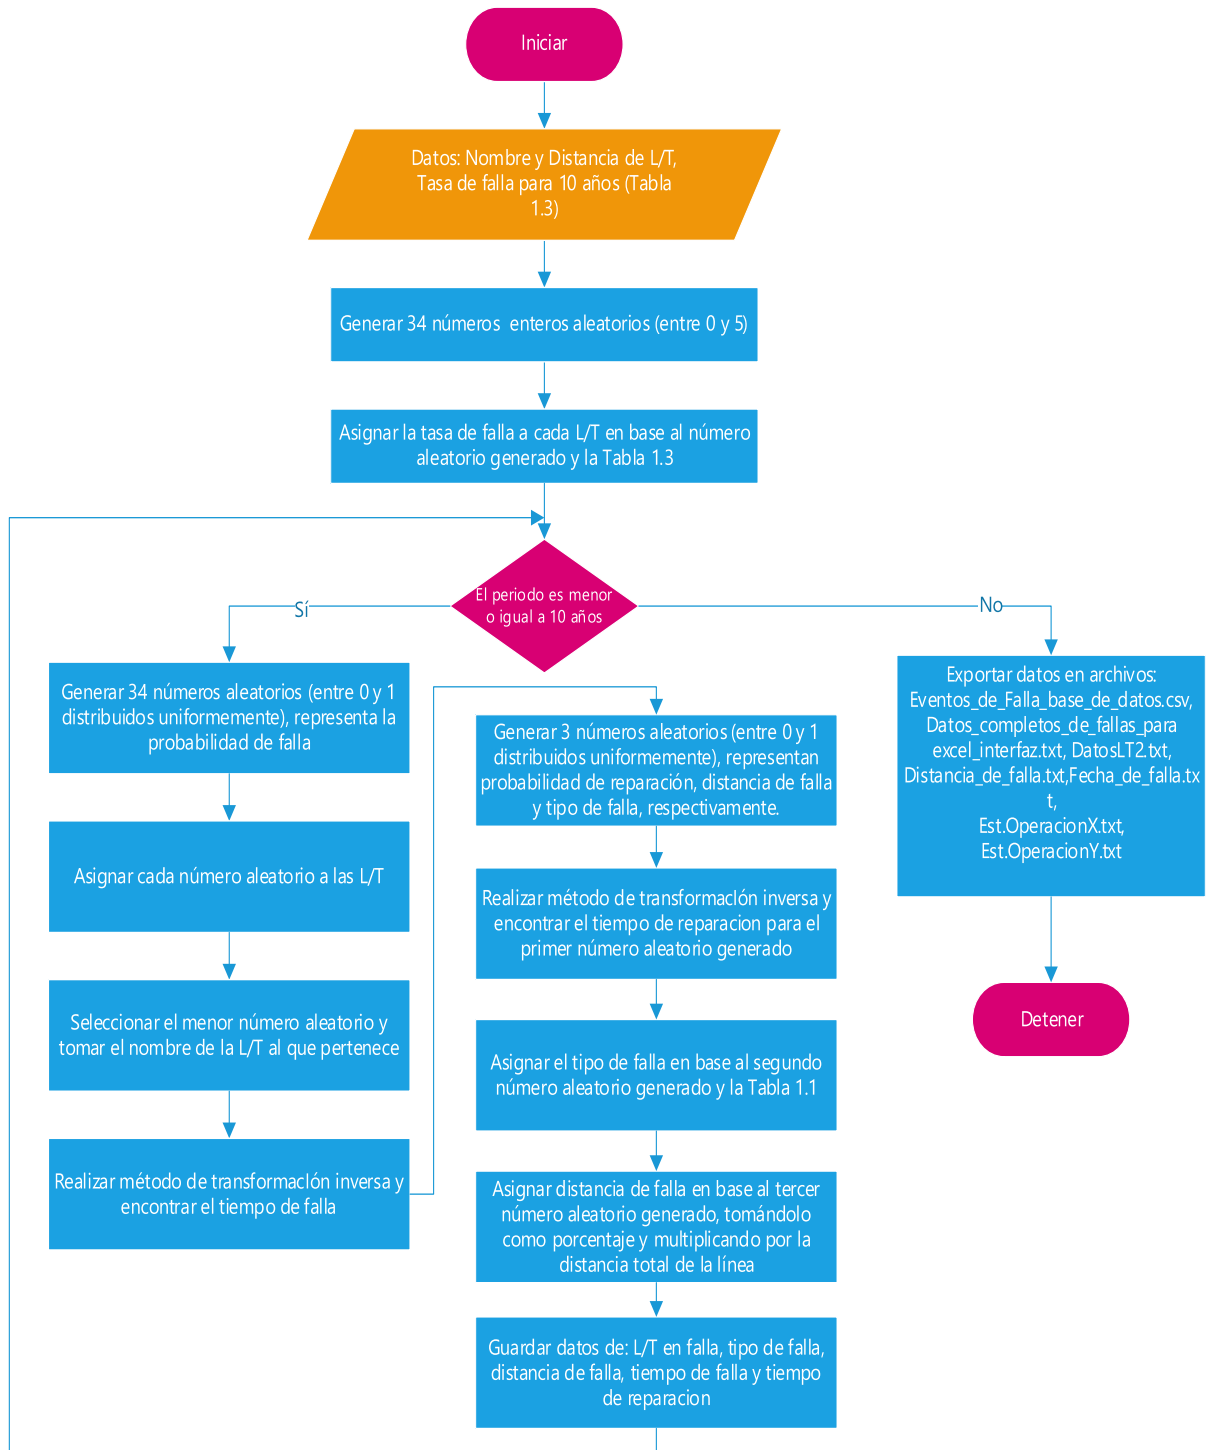 Iniciar
Datos: Nombre y Distancia de L/T,
Tasa de falla para 10 años (Tabla
1.3)
Generar 34 números  enteros aleatorios (entre 0 y 5)
Asignar la tasa de falla a cada L/T en base al número
aleatorio generado y la Tabla 1.3
El periodo es menor
o igual a 10 años
Sí
No
Generar 34 números aleatorios (entre 0 y 1
distribuidos uniformemente), representa la
probabilidad de falla
Asignar cada número aleatorio a las L/T
Seleccionar el menor número aleatorio y
tomar el nombre de la L/T al que pertenece
Realizar método de transformacIón inversa y
encontrar el tiempo de falla
Generar 3 números aleatorios (entre 0 y 1
distribuidos uniformemente), representan
probabilidad de reparación, distancia de falla
y tipo de falla, respectivamente.
Realizar método de transformacIón inversa y
encontrar el tiempo de reparacion para el
primer número aleatorio generado
Asignar el tipo de falla en base al segundo
número aleatorio generado y la Tabla 1.1
Asignar distancia de falla en base al tercer
número aleatorio generado, tomándolo
como porcentaje y multiplicando por la
distancia total de la línea
Guardar datos de: L/T en falla, tipo de falla,
distancia de falla, tiempo de falla y tiempo
de reparacion
Exportar datos en archivos:
Eventos_de_Falla_base_de_datos.csv,
Datos_completos_de_fallas_para
excel_interfaz.txt, DatosLT2.txt,
Distancia_de_falla.txt,Fecha_de_falla.tx
t,
Est.OperacionX.txt,
Est.OperacionY.txt
Detener